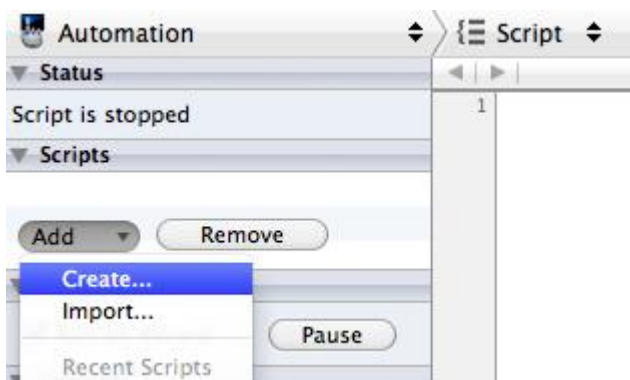 Automation
{ Script
Status
Script is stopped
1
Scripts
Add Remove
Create...
Import...
Pause
Recent Scripts